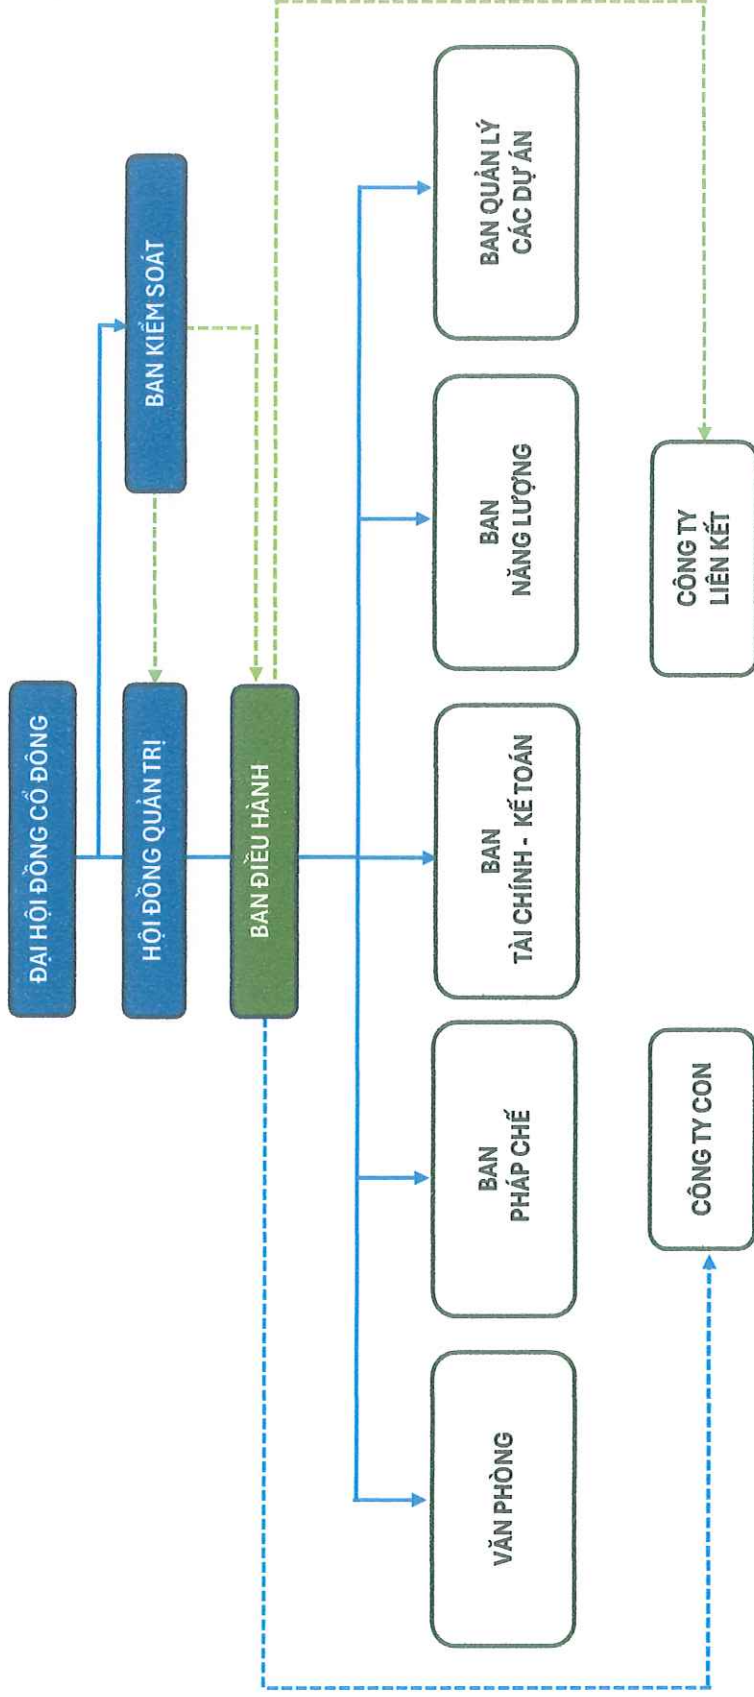 ĐẠI HỘI ĐỒNG CỔ ĐÔNG
BAN KIỂM SOÁT
HỘI ĐỒNG QUẢN TRỊ
BAN ĐIỀU HÀNH
VĂN PHÒNG
BAN
PHÁP CHẾ
BAN
TÀI CHÍNH - KẾ TOÁN
BAN
NĂNG LƯỢNG
BAN QUẢN LÝ
CÁC DỰ ÁN
CÔNG TY CON
CÔNG TY
LIÊN KẾT